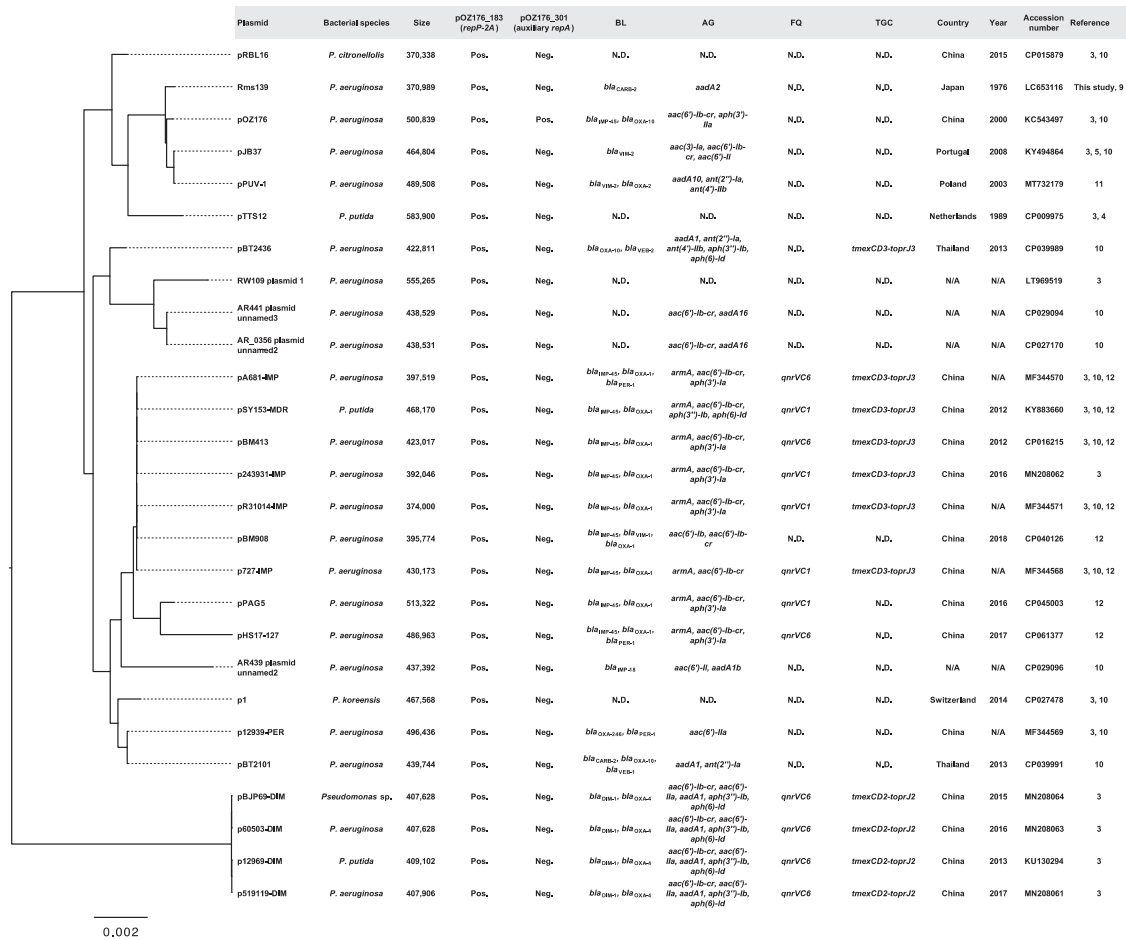 Plasmid Bacterial species Size pOZ176_183 (repP-2A) pOZ176_301 (auxiliary repA) BL AG FQ TGC Country Year Accession number Reference
pRBL16 P. citronellolis 370,338 Pos. Neg. N.D. N.D. N.D. N.D. China 2015 CP015879 3, 10
Rms139 P. aeruginosa 370,989 Pos. Neg. blaCARB-2 aadA2 N.D. N.D. Japan 1976 LC653116 This study, 9
pOZ176 P. aeruginosa 500,839 Pos. Pos. blaIMP-45, blaOXA-10 aac(6')-Ib-cr, aph(3')-IIa N.D. N.D. China 2000 KC543497 3, 10
pJB37 P. aeruginosa 464,804 Pos. Neg. blaVIM-2 aac(3)-Ia, aac(6')-Ib-cr, aac(6')-II N.D. N.D. Portugal 2008 KY494864 3, 5, 10
pPUV-1 P. aeruginosa 489,508 Pos. Neg. blaVIM-2, blaOXA-2 aadA10, ant(2'')-Ia, ant(4')-IIb N.D. N.D. Poland 2003 MT732179 11
pTTS12 P. putida 583,900 Pos. Neg. N.D. N.D. N.D. N.D. Netherlands 1989 CP009975 3, 4
pBT2436 P. aeruginosa 422,811 Pos. Neg. blaOXA-10, blaVEB-2 aadA1, ant(2'')-Ia, ant(4')-IIb, aph(3'')-Ib, aph(6)-Id N.D. tmexCD3-toprJ3 Thailand 2013 CP039989 10
RW109 plasmid 1 P. aeruginosa 555,265 Pos. Neg. N.D. N.D. N.D. N.D. N/A N/A LT969519 3
AR441 plasmid unnamed3 P. aeruginosa 438,529 Pos. Neg. N.D. aac(6')-Ib-cr, aadA16 N.D. N.D. N/A N/A CP029094 10
AR_0356 plasmid unnamed2 P. aeruginosa 438,531 Pos. Neg. N.D. aac(6')-Ib-cr, aadA16 N.D. N.D. N/A N/A CP027170 10
pA681-IMP P. aeruginosa 397,519 Pos. Neg. blaIMP-45, blaOXA-1, blaPER-1 armA, aac(6')-Ib-cr, aph(3')-Ia qnrVC6 tmexCD3-toprJ3 China N/A MF344570 3, 10, 12
pSY153-MDR P. putida 468,170 Pos. Neg. blaIMP-45, blaOXA-1 armA, aac(6')-Ib-cr, aph(3'')-Ib, aph(6)-Id qnrVC1 tmexCD3-toprJ3 China 2012 KY883660 3, 10, 12
pBM413 P. aeruginosa 423,017 Pos. Neg. blaIMP-45, blaOXA-1 armA, aac(6')-Ib-cr, aph(3')-Ia qnrVC6 tmexCD3-toprJ3 China 2012 CP016215 3, 10, 12
p243931-IMP P. aeruginosa 392,046 Pos. Neg. blaIMP-45, blaOXA-1 armA, aac(6')-Ib-cr, aph(3')-Ia qnrVC1 tmexCD3-toprJ3 China 2016 MN208062 3
pR31014-IMP P. aeruginosa 374,000 Pos. Neg. blaIMP-45, blaOXA-1 armA, aac(6')-Ib-cr, aph(3')-Ia qnrVC1 tmexCD3-toprJ3 China N/A MF344571 3, 10, 12
pBM908 P. aeruginosa 395,774 Pos. Neg. blaIMP-45, blaVIM-1, blaOXA-1 aac(6')-Ib, aac(6')-Ib-cr N.D. N.D. China 2018 CP040126 12
p727-IMP P. aeruginosa 430,173 Pos. Neg. blaIMP-45, blaOXA-1 armA, aac(6')-Ib-cr qnrVC1 tmexCD3-toprJ3 China N/A MF344568 3, 10, 12
pPAG5 P. aeruginosa 513,322 Pos. Neg. blaIMP-45, blaOXA-1 armA, aac(6')-Ib-cr, aph(3')-Ia qnrVC1 N.D. China 2016 CP045003 12
pHS17-127 P. aeruginosa 486,963 Pos. Neg. blaIMP-45, blaOXA-1, blaPER-1 armA, aac(6')-Ib-cr, aph(3')-Ia qnrVC6 N.D. China 2017 CP061377 12
AR439 plasmid unnamed2 P. aeruginosa 437,392 Pos. Neg. blaIMP-18 aac(6')-II, aadA1b N.D. N.D. N/A N/A CP029096 10
p1 P. koreensis 467,568 Pos. Neg. N.D. N.D. N.D. N.D. Switzerland 2014 CP027478 3, 10
p12939-PER P. aeruginosa 496,436 Pos. Neg. blaOXA-246, blaPER-1 aac(6')-IIa N.D. N.D. China N/A MF344569 3, 10
pBT2101 P. aeruginosa 439,744 Pos. Neg. blaCARB-2, blaOXA-10, blaVEB-1 aadA1, ant(2'')-Ia N.D. N.D. Thailand 2013 CP039991 10
pBJP69-DIM Pseudomonas sp. 407,628 Pos. Neg. blaDIM-1, blaOXA-4 aac(6')-Ib-cr, aac(6')-IIa, aadA1, aph(3'')-Ib, aph(6)-Id qnrVC6 tmexCD2-toprJ2 China 2015 MN208064 3
p60503-DIM P. aeruginosa 407,628 Pos. Neg. blaDIM-1, blaOXA-4 aac(6')-Ib-cr, aac(6')-IIa, aadA1, aph(3'')-Ib, aph(6)-Id qnrVC6 tmexCD2-toprJ2 China 2016 MN208063 3
p12969-DIM P. putida 409,102 Pos. Neg. blaDIM-1, blaOXA-4 aac(6')-Ib-cr, aac(6')-IIa, aadA1, aph(3'')-Ib, aph(6)-Id qnrVC6 tmexCD2-toprJ2 China 2013 KU130294 3
p519119-DIM P. aeruginosa 407,906 Pos. Neg. blaDIM-1, blaOXA-4 aac(6')-Ib-cr, aac(6')-IIa, aadA1, aph(3'')-Ib, aph(6)-Id qnrVC6 tmexCD2-toprJ2 China 2017 MN208061 3
0.002